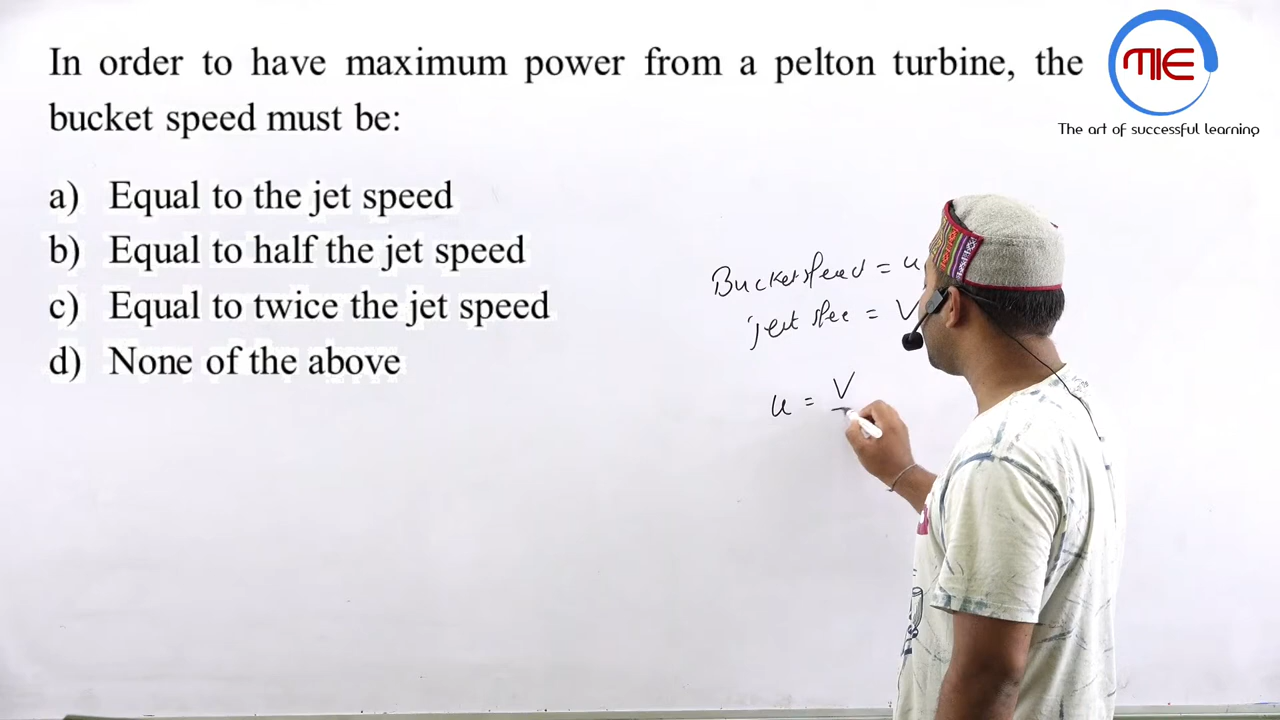 In order to have maximum power from a pelton turbine, the
bucket speed must be:
a) Equal to the jet speed
b) Equal to half the jet speed
c) Equal to twice the jet speed
d) None of the above
MIE
The art of successful learning
Bucket speed = u
jet spee = V
u = V